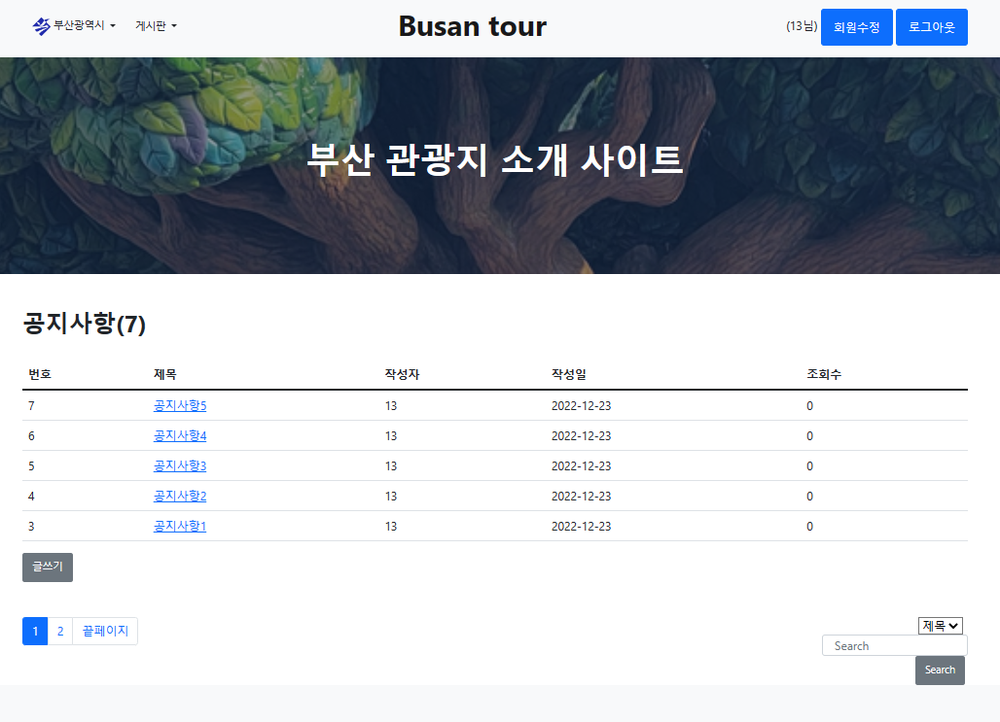 부산광역시 게시판 Busan tour (13님) 회원수정 로그아웃
부산 관광지 소개 사이트
공지사항(7)
번호 제목 작성자 작성일 조회수
7 공지사항5 13 2022-12-23 0
6 공지사항4 13 2022-12-23 0
5 공지사항3 13 2022-12-23 0
4 공지사항2 13 2022-12-23 0
3 공지사항1 13 2022-12-23 0
글쓰기
1 2 끝페이지 제목
Search
Search